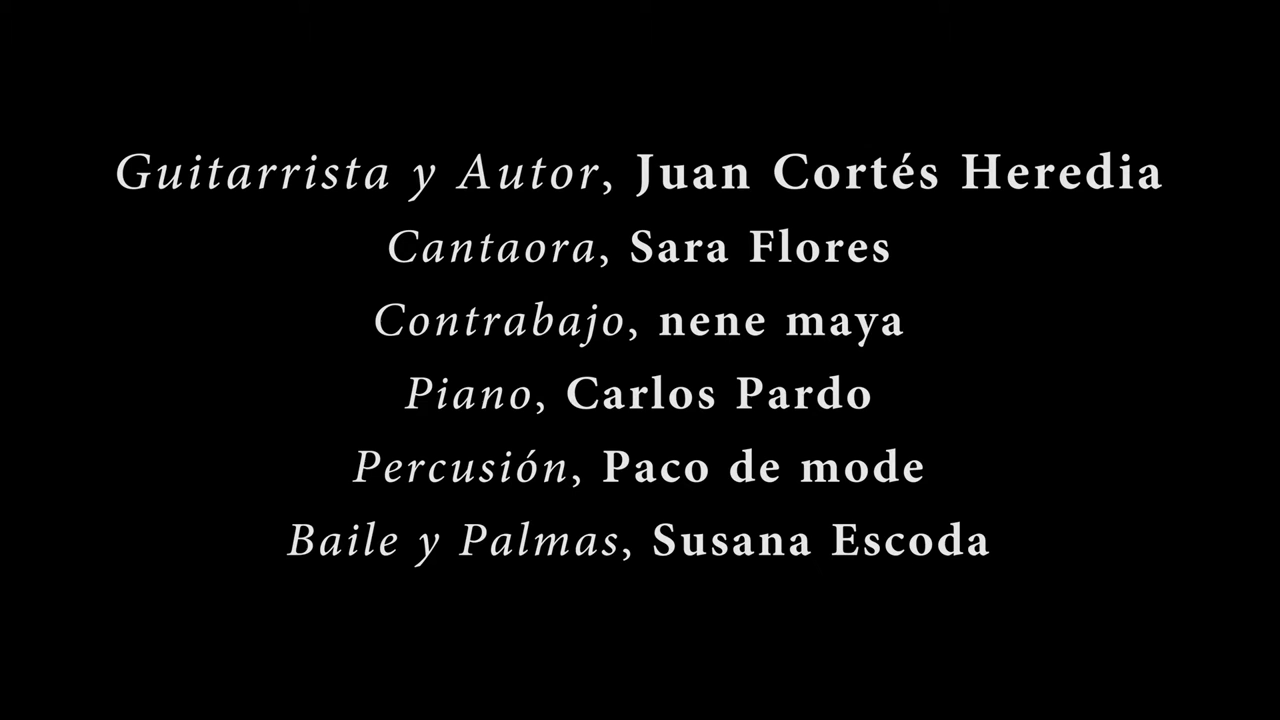 Guitarrista y Autor, Juan Cortés Heredia
Cantaora, Sara Flores
Contrabajo, nene maya
Piano, Carlos Pardo
Percusión, Paco de mode
Baile y Palmas, Susana Escoda